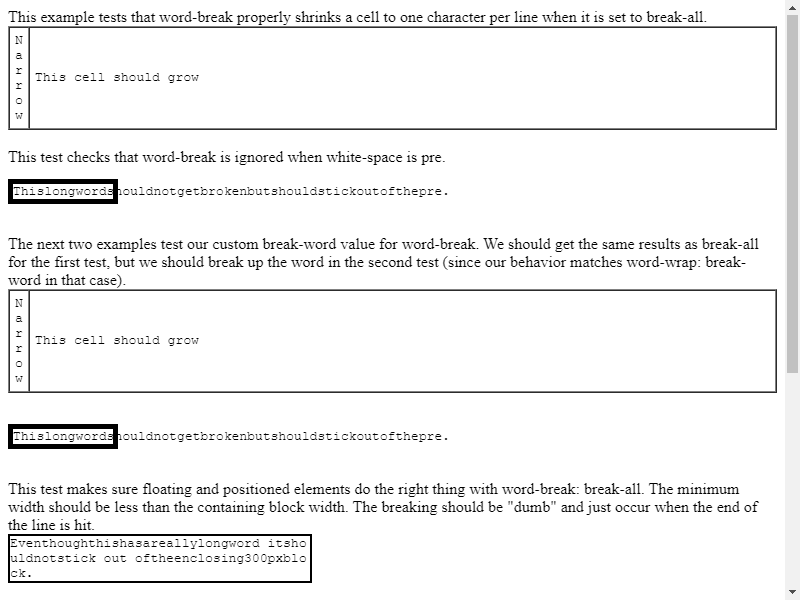 This example tests that word-break properly shrinks a cell to one character per line when it is set to break-all.
N
a
r
r
o
w
This cell should grow
This test checks that word-break is ignored when white-space is pre.
Thislongwordshouldnotgetbrokenbutshouldstickoutofthepre.
The next two examples test our custom break-word value for word-break. We should get the same results as break-all
for the first test, but we should break up the word in the second test (since our behavior matches word-wrap: break-
word in that case).
N
a
r
r
o
w
This cell should grow
Thislongwordshouldnotgetbrokenbutshouldstickoutofthepre.
This test makes sure floating and positioned elements do the right thing with word-break: break-all. The minimum
width should be less than the containing block width. The breaking should be "dumb" and just occur when the end of
the line is hit.
Eventhoughthishasareallylongword itsho
uldnotstick out oftheenclosing300pxblo
ck.